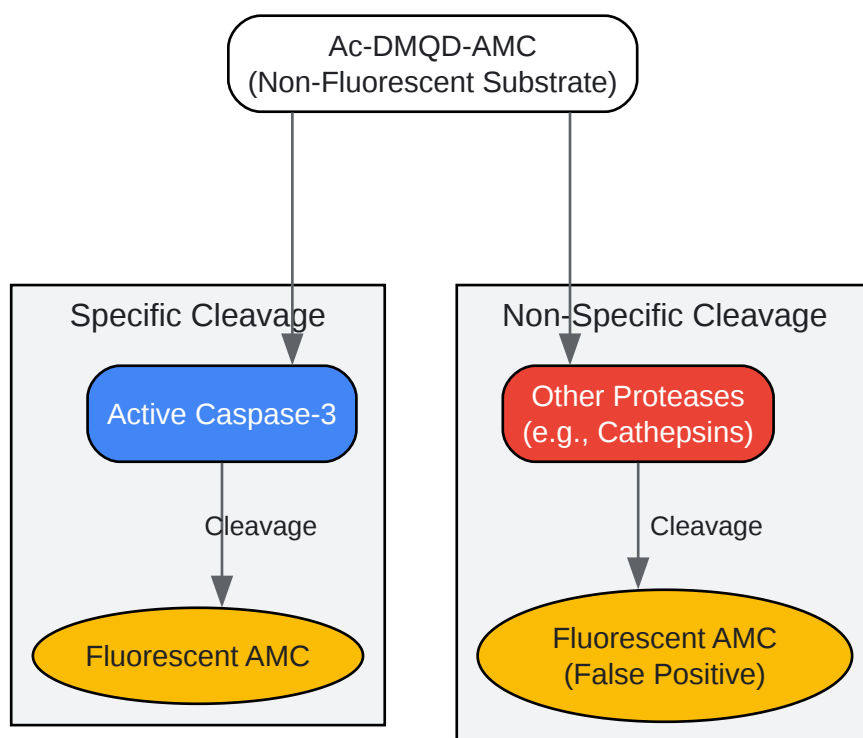 Ac-DMQD-AMC
(Non-Fluorescent Substrate)
Specific Cleavage
Active Caspase-3
Cleavage
Fluorescent AMC
Non-Specific Cleavage
Other Proteases
(e.g., Cathepsins)
Cleavage
Fluorescent AMC
(False Positive)